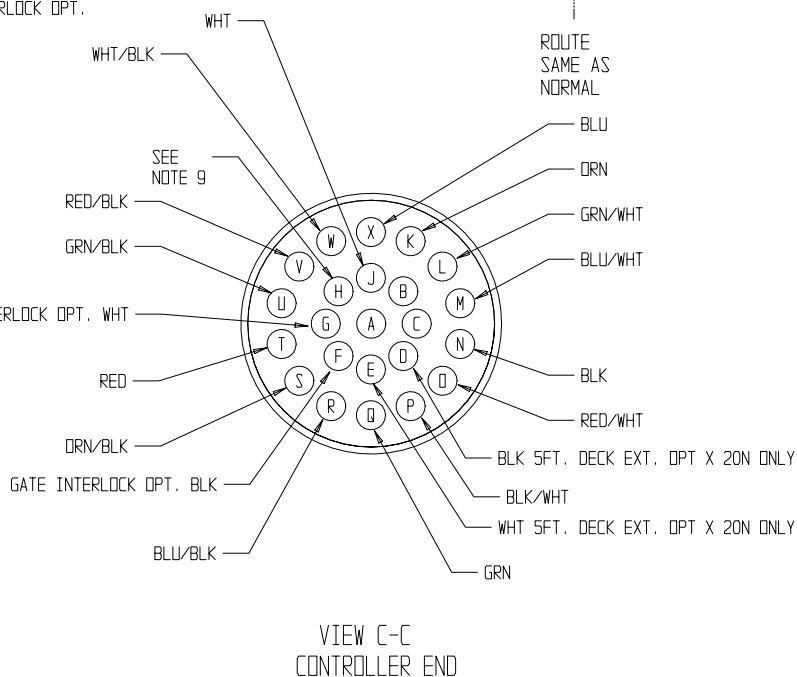 RLOCK OPT.
WHT
WHT/BLK
ROUTE
SAME AS
NORMAL
BLU
SEE
NOTE 9
ORN
RED/BLK
GRN/WHT
GRN/BLK
BLU/WHT
ERLOCK OPT. WHT
RED
BLK
ORN/BLK
RED/WHT
GATE INTERLOCK OPT. BLK
BLK 5FT. DECK EXT. OPT X 20N ONLY
BLK/WHT
WHT 5FT. DECK EXT. OPT X 20N ONLY
BLU/BLK
GRN
X
W
K
V
L
J
H
B
U
M
G
A
C
T
N
F
D
E
S
O
R
P
Q
VIEW C-C
CONTROLLER END